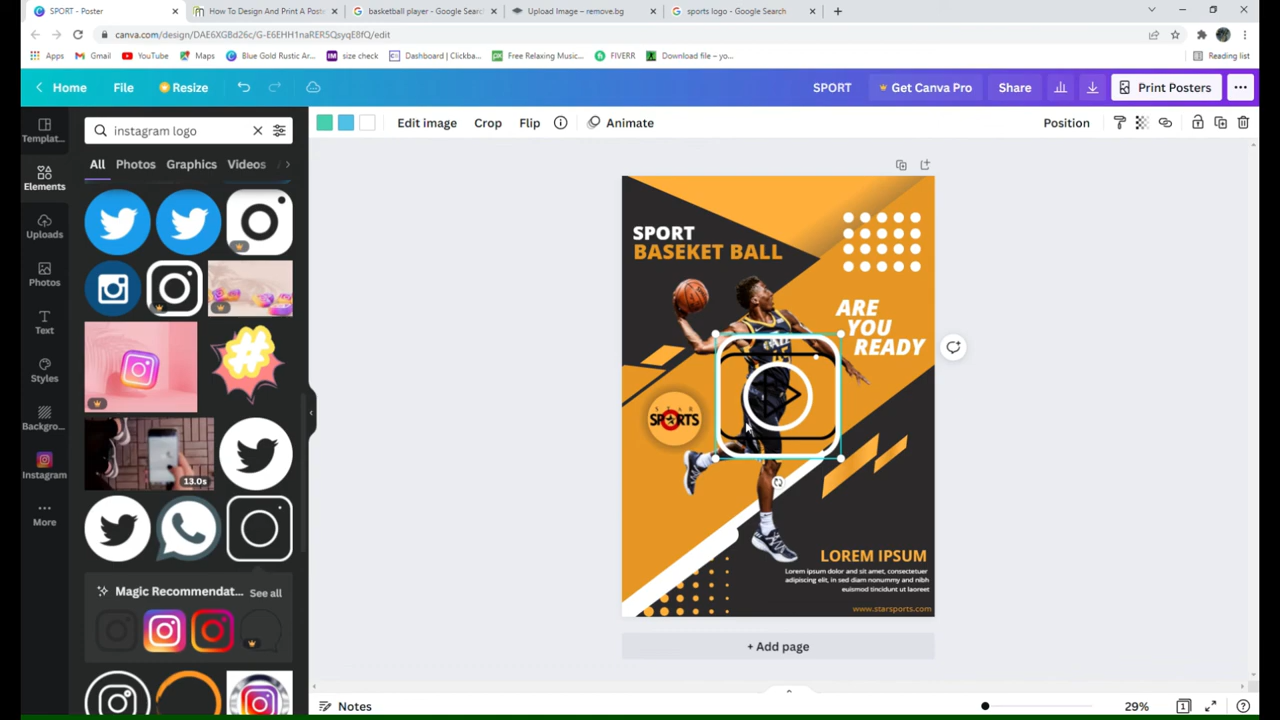 SPORT - Poster
How To Design And Print A Poste
basketball player - Google Searc
Upload Image – remove.bg
sports logo - Google Search
canva.com/design/DAE6XGBd26c/G-E6EHH1naRER5QsyqE8fQ/edit
Apps
Gmail
YouTube
Maps
Blue Gold Rustic Ar...
size check
Dashboard | Clickba...
Free Relaxing Music...
FIVERR
Download file – yo...
Reading list
Home
File
Resize
SPORT
Get Canva Pro
Share
Print Posters
Templat...
Elements
Uploads
Photos
Text
Styles
Backgro...
Instagram
More
instagram logo
All
Photos
Graphics
Videos
13.0s
Magic Recommendat...
See all
Edit image
Crop
Flip
Animate
Position
SPORT
BASEKET BALL
ARE
YOU
READY
STAR
SPORTS
LOREM IPSUM
Lorem ipsum dolor and sit amet, consectetuer
adipiscing elit, in sed diam nonummy and nibh
euismod tincidunt ut laoreet
www.starsports.com
+ Add page
Notes
29%
1